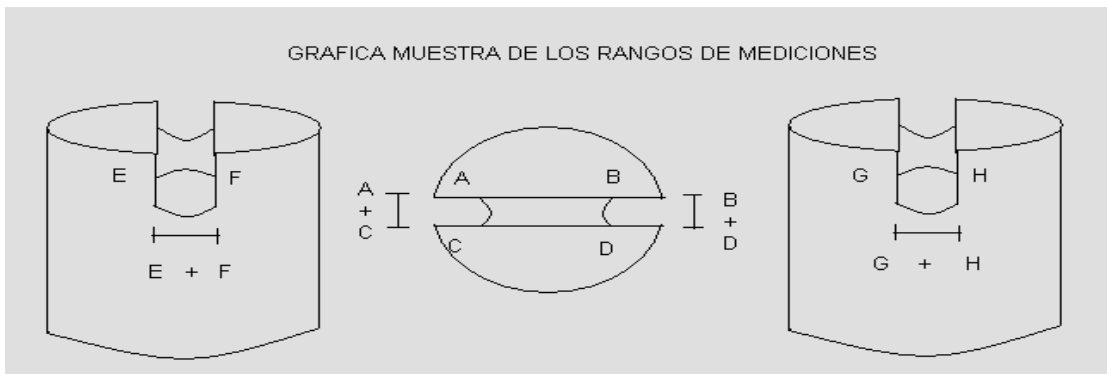 GRAFICA MUESTRA DE LOS RANGOS DE MEDICIONES
E F
E + F
A
+
C
A B
C D
B
+
D
G H
G + H